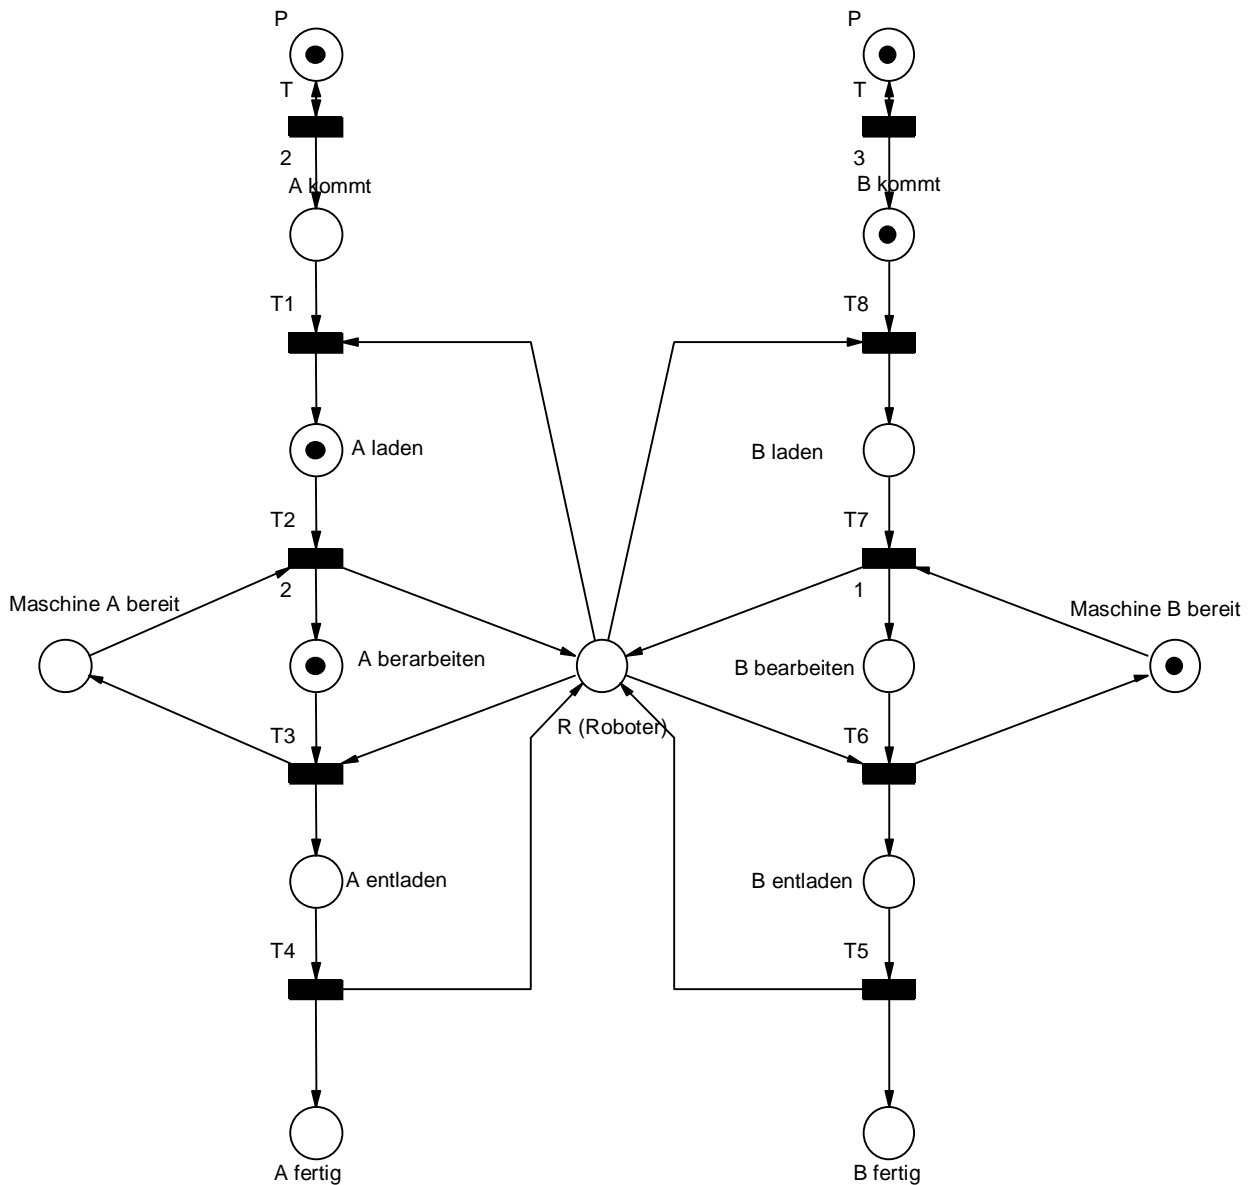 P
P
T
T
2
3
A kommt
B kommt
T1
T8
A laden
B laden
T2
T7
2
1
Maschine A bereit
Maschine B bereit
A berarbeiten
B bearbeiten
R (Roboter)
T3
T6
A entladen
B entladen
T4
T5
A fertig
B fertig